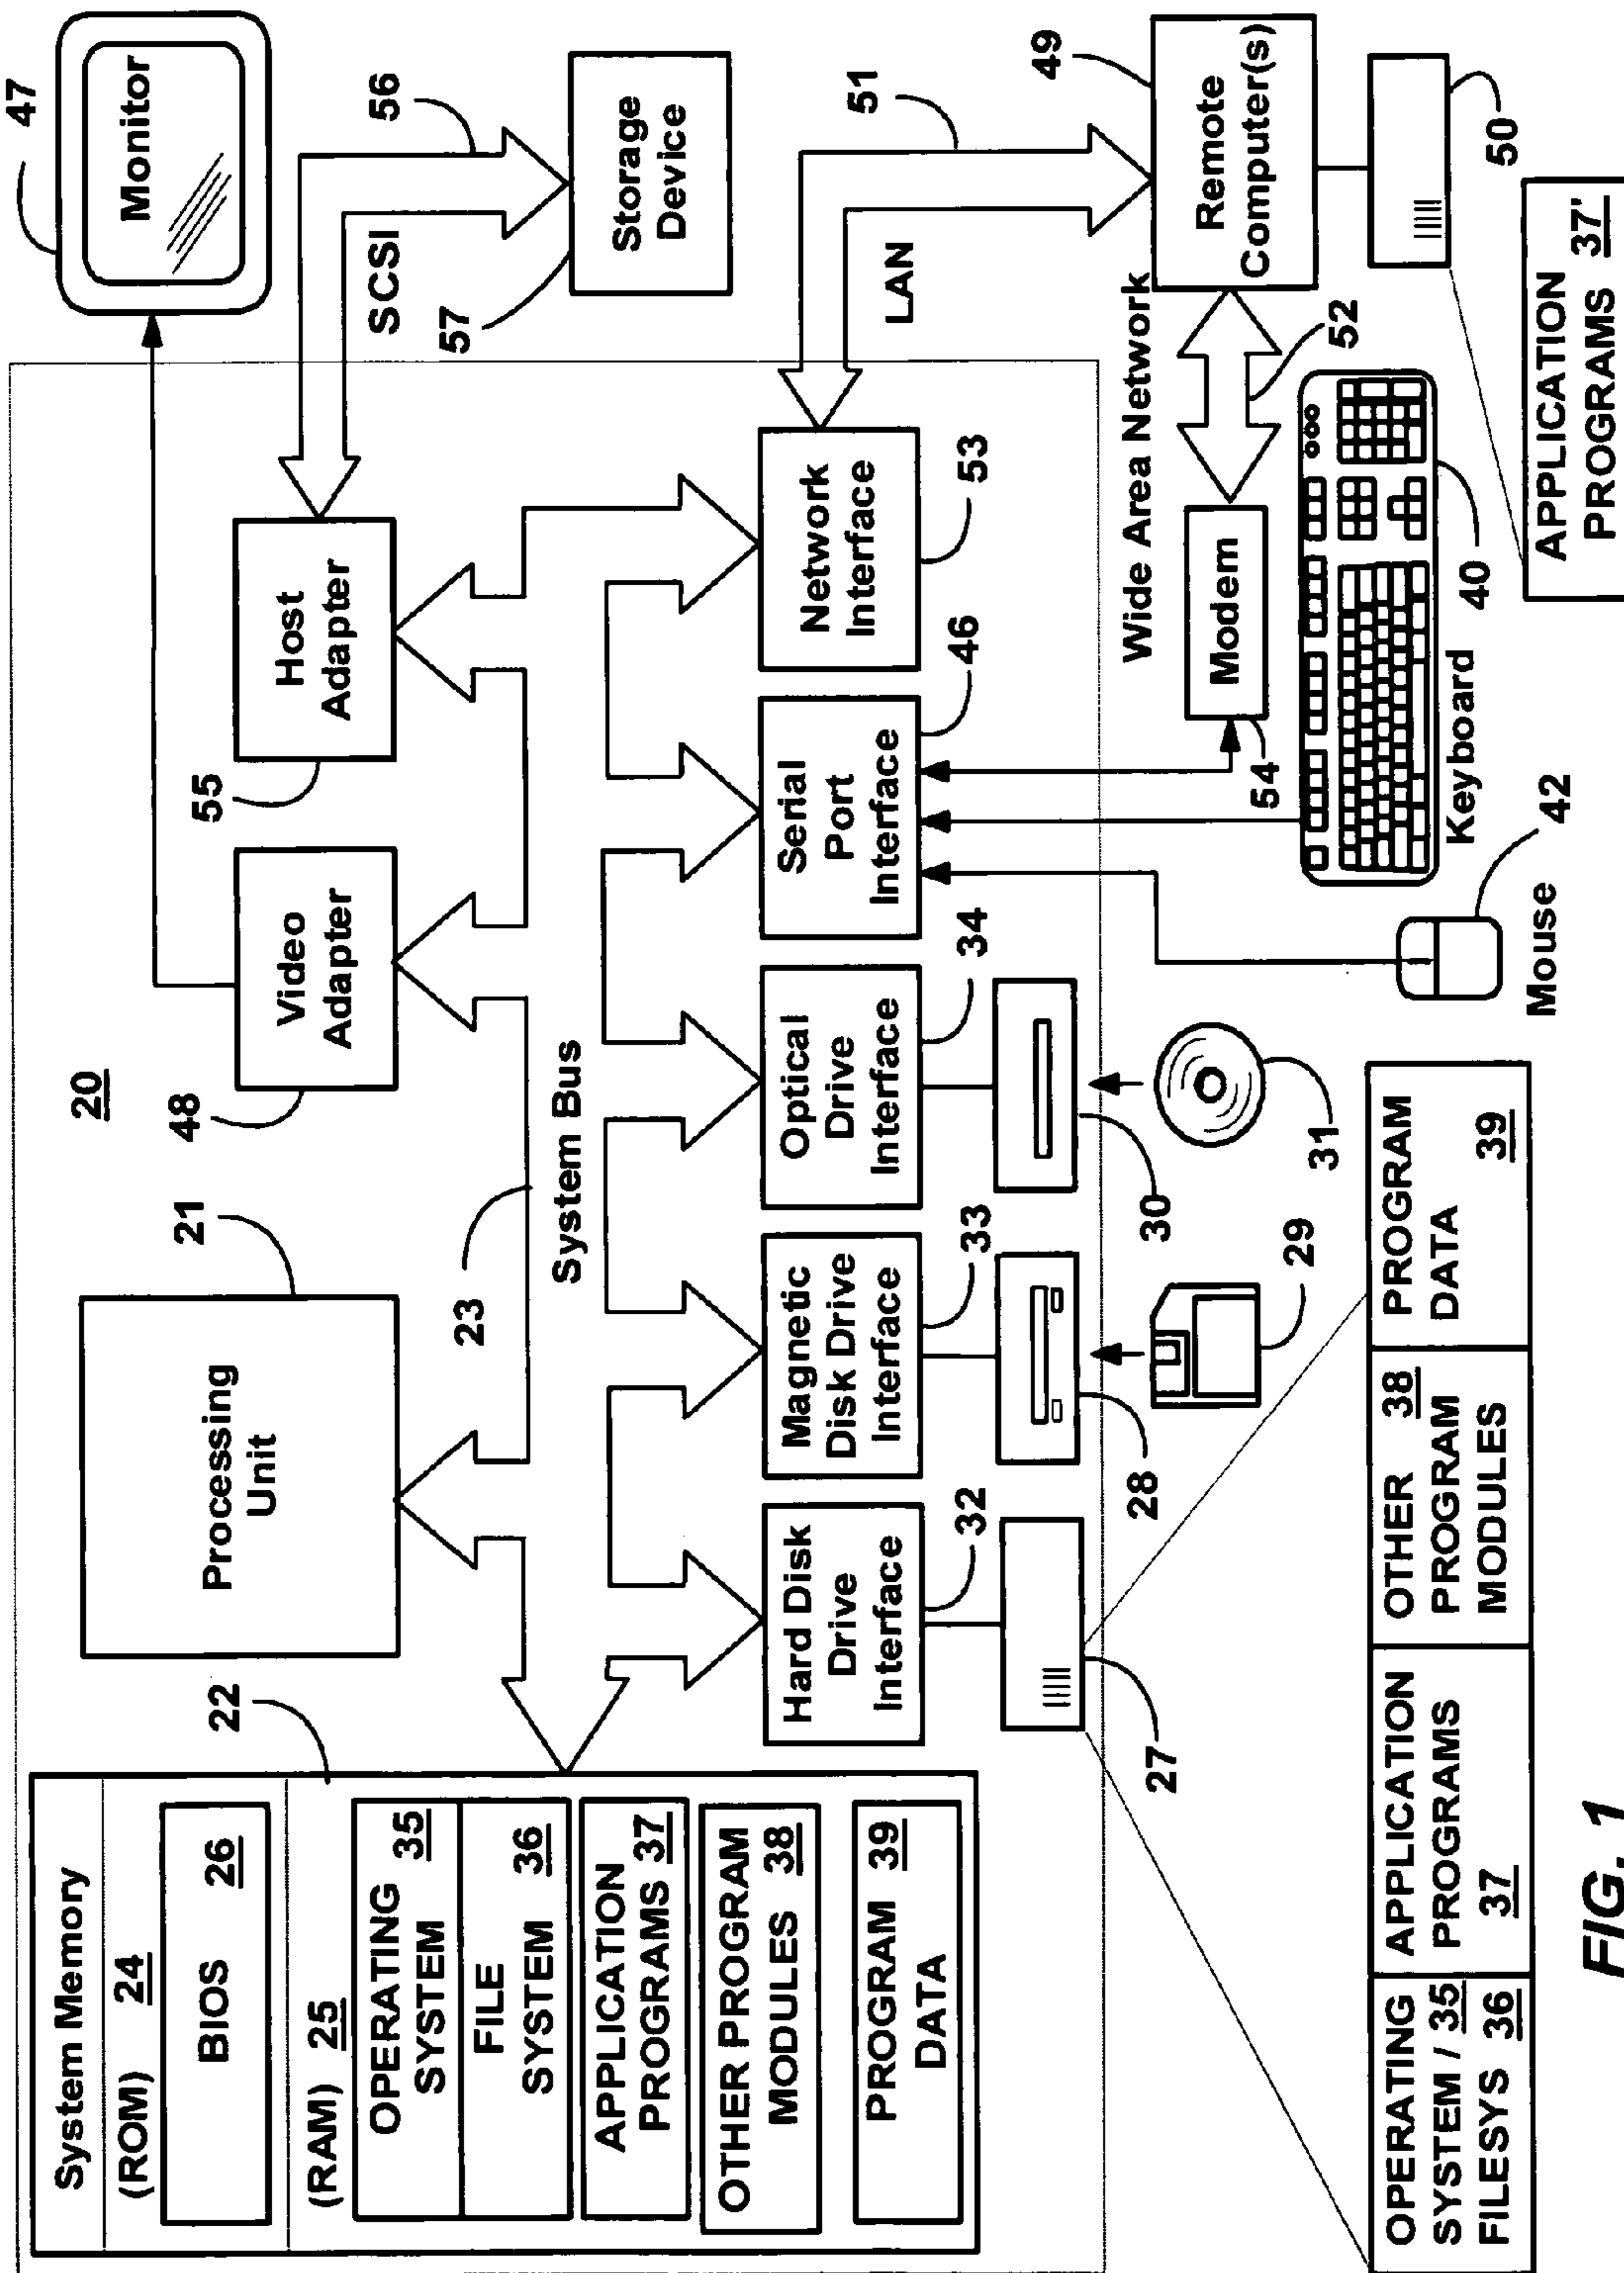 System Memory
(ROM) 24
BIOS 26
(RAM) 25
OPERATING
SYSTEM 35
FILE
SYSTEM 36
APPLICATION
PROGRAMS 37
OTHER PROGRAM
MODULES 38
PROGRAM 39
DATA
22
Processing
Unit
21
20
Video
Adapter
48
Host
Adapter
55
47
Monitor
23
System Bus
SCSI
56
57
Storage
Device
Hard Disk
Drive
Interface
32
Magnetic
Disk Drive
Interface
33
Optical
Drive
Interface
34
Serial
Port
Interface
46
Network
Interface
53
LAN
51
27
28
29
30
31
Wide Area Network
Modem
54
52
49
Remote
Computer(s)
50
Keyboard
40
Mouse
42
OPERATING
SYSTEM / 35
FILESYS 36
APPLICATION
PROGRAMS
37
OTHER 38
PROGRAM
MODULES
PROGRAM
DATA
39
APPLICATION
PROGRAMS 37'
FIG. 1